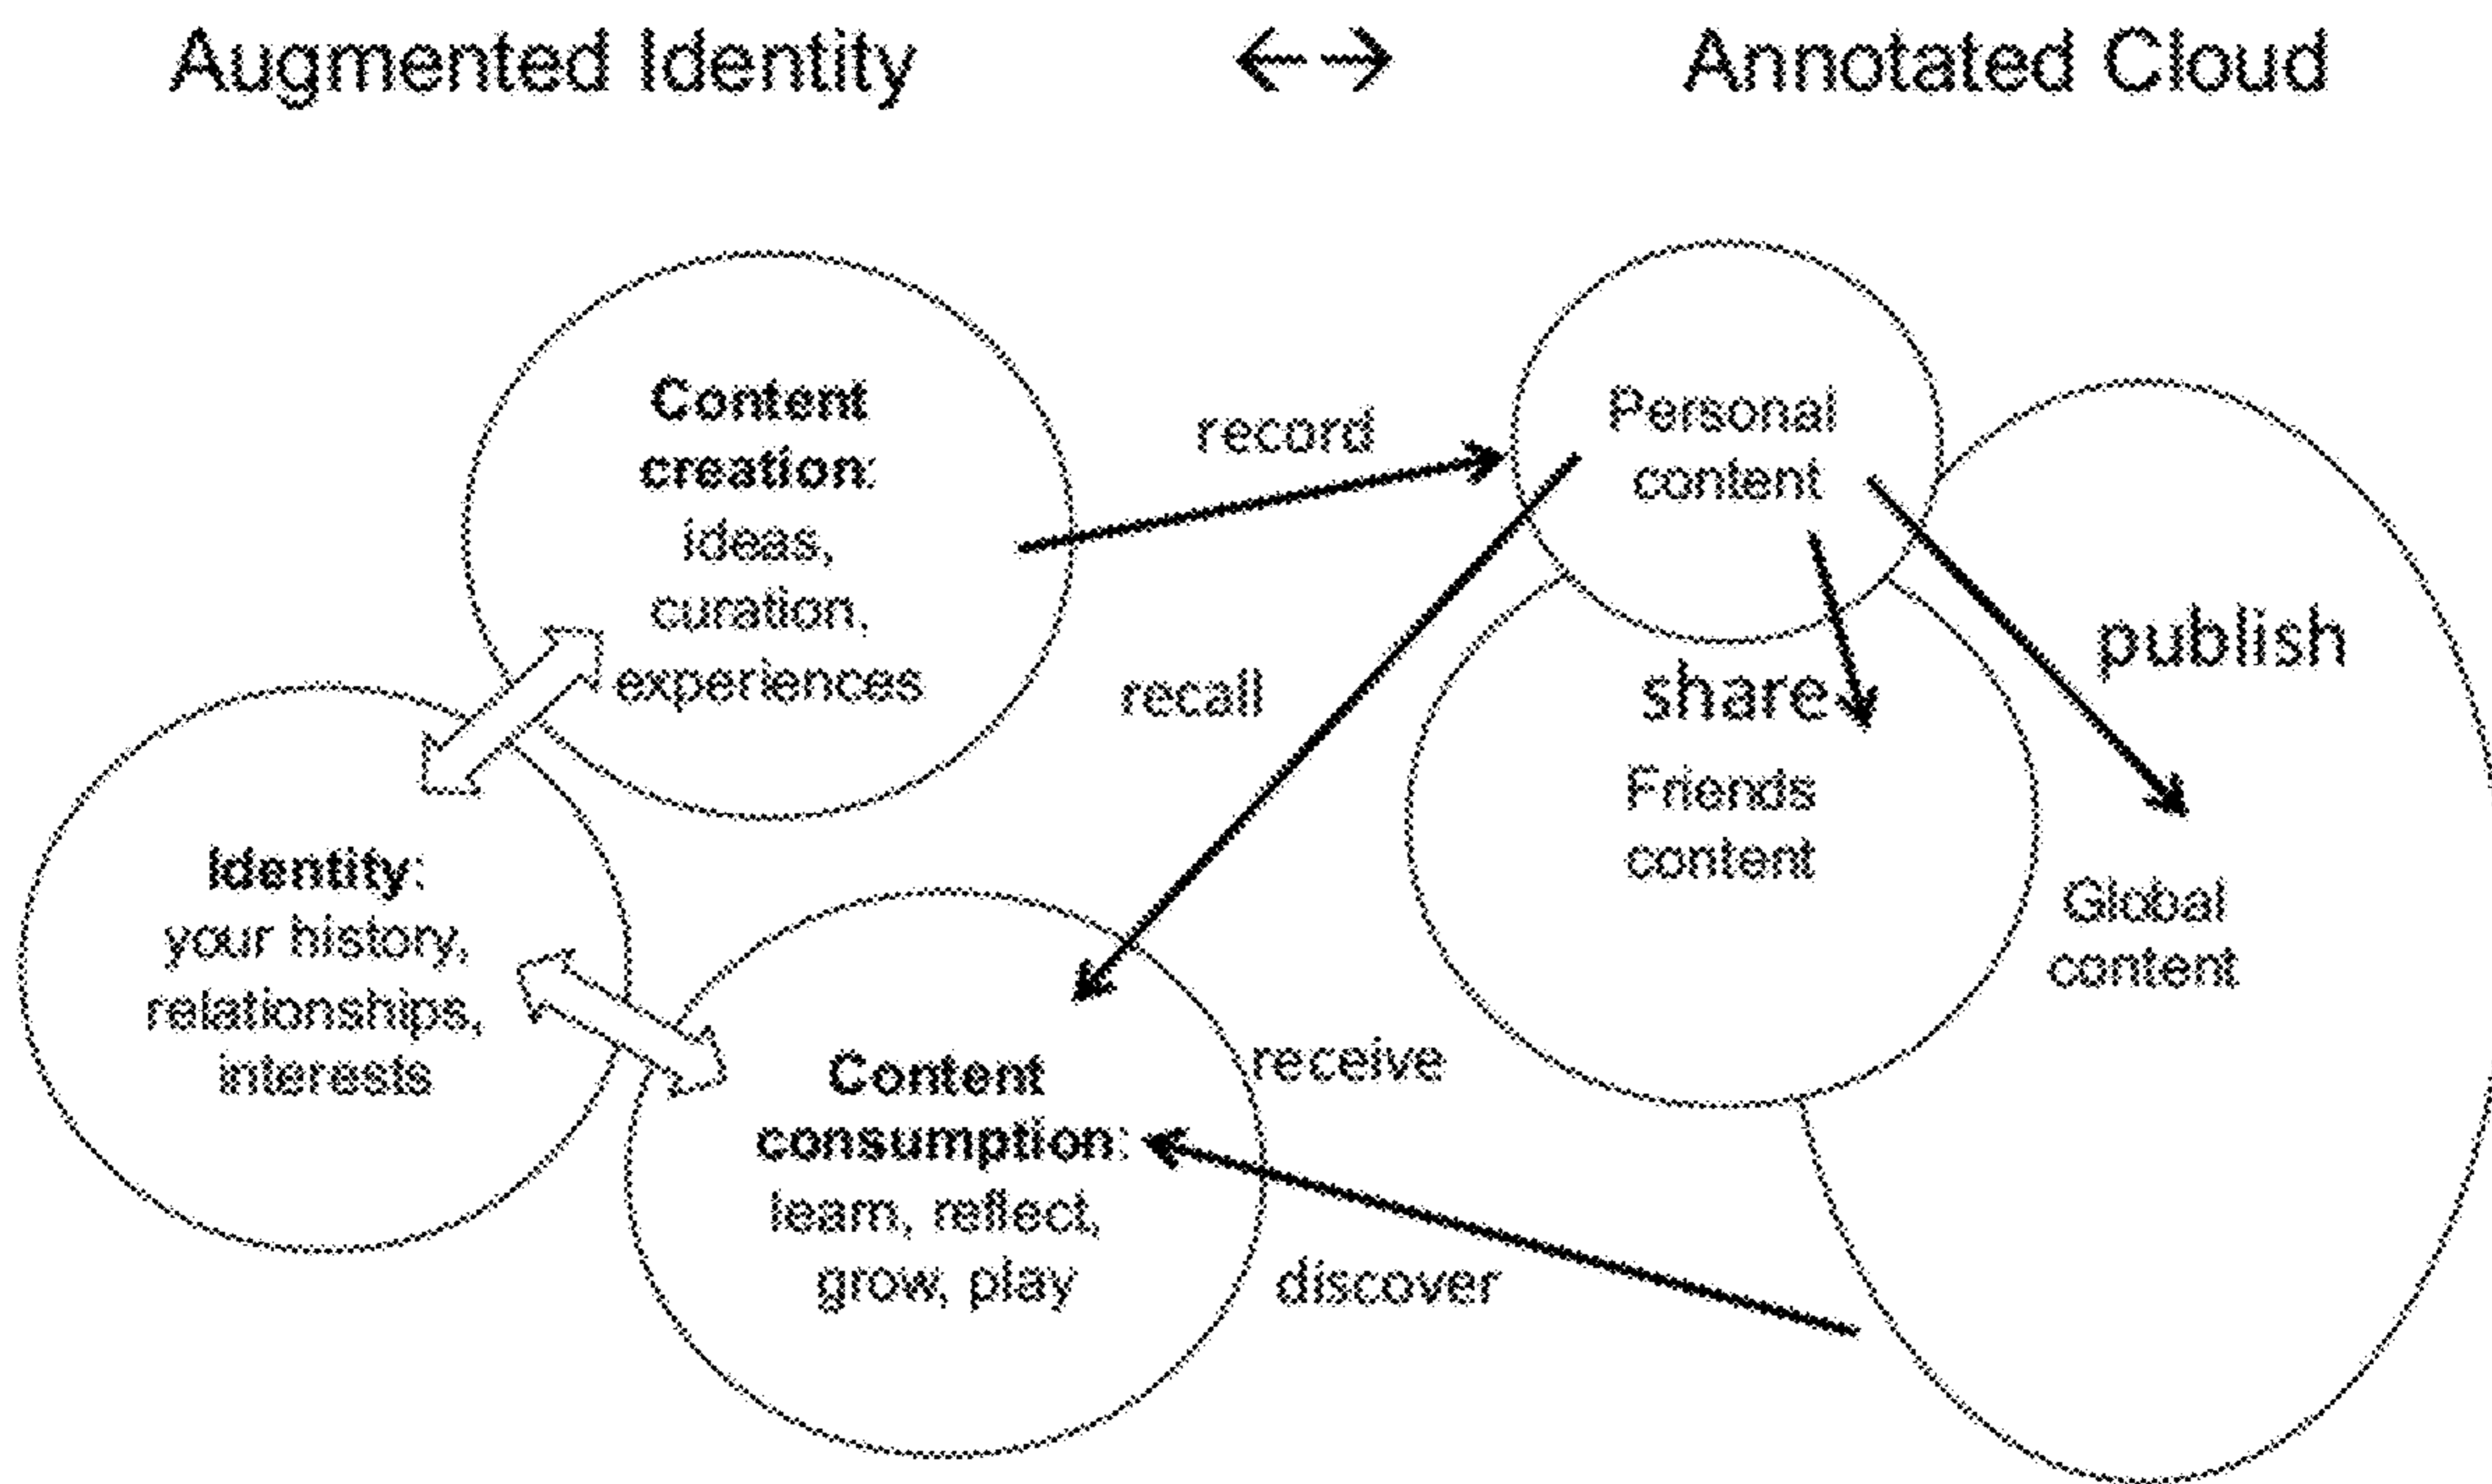 Augmented Identity ←→ Annotated Cloud
Content
creation:
ideas,
curation,
experiences
record
Personal
content
recall
share
publish
Friends
content
Identity:
your history,
relationships,
interests
Global
content
Content
consumption:
learn, reflect,
grow, play
receive
discover